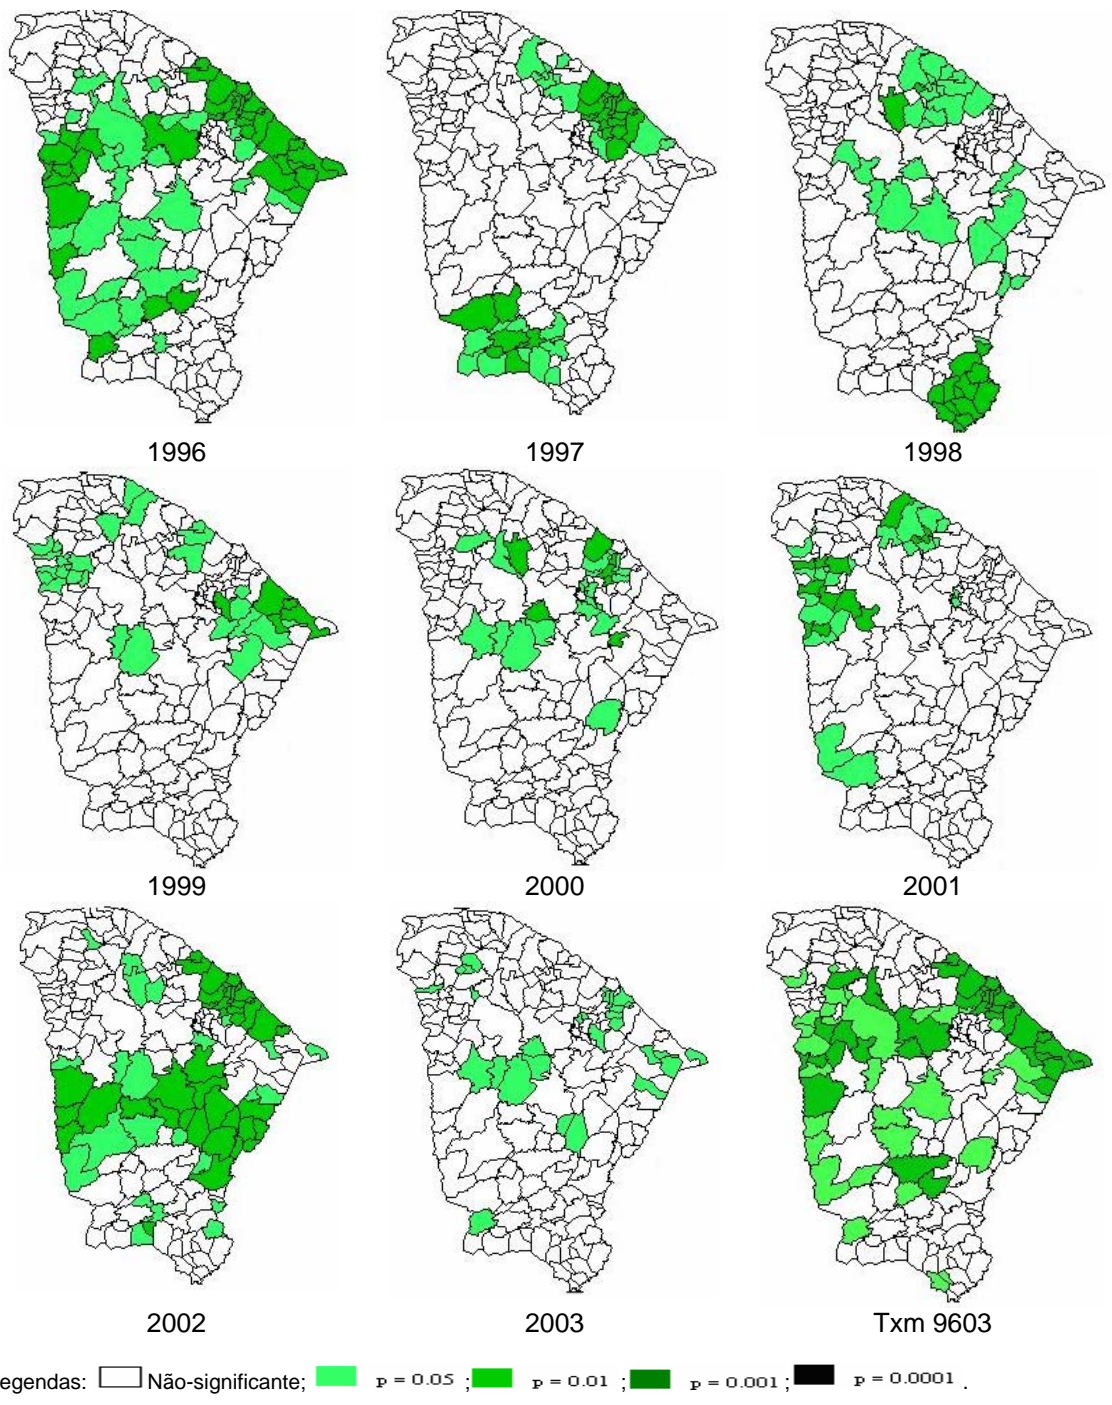 1996 1997 1998
1999 2000 2001
2002 2003 Txm 9603
egendas: Não-significante; p = 0.05 ; p = 0.01 ; p = 0.001 ; p = 0.0001 .